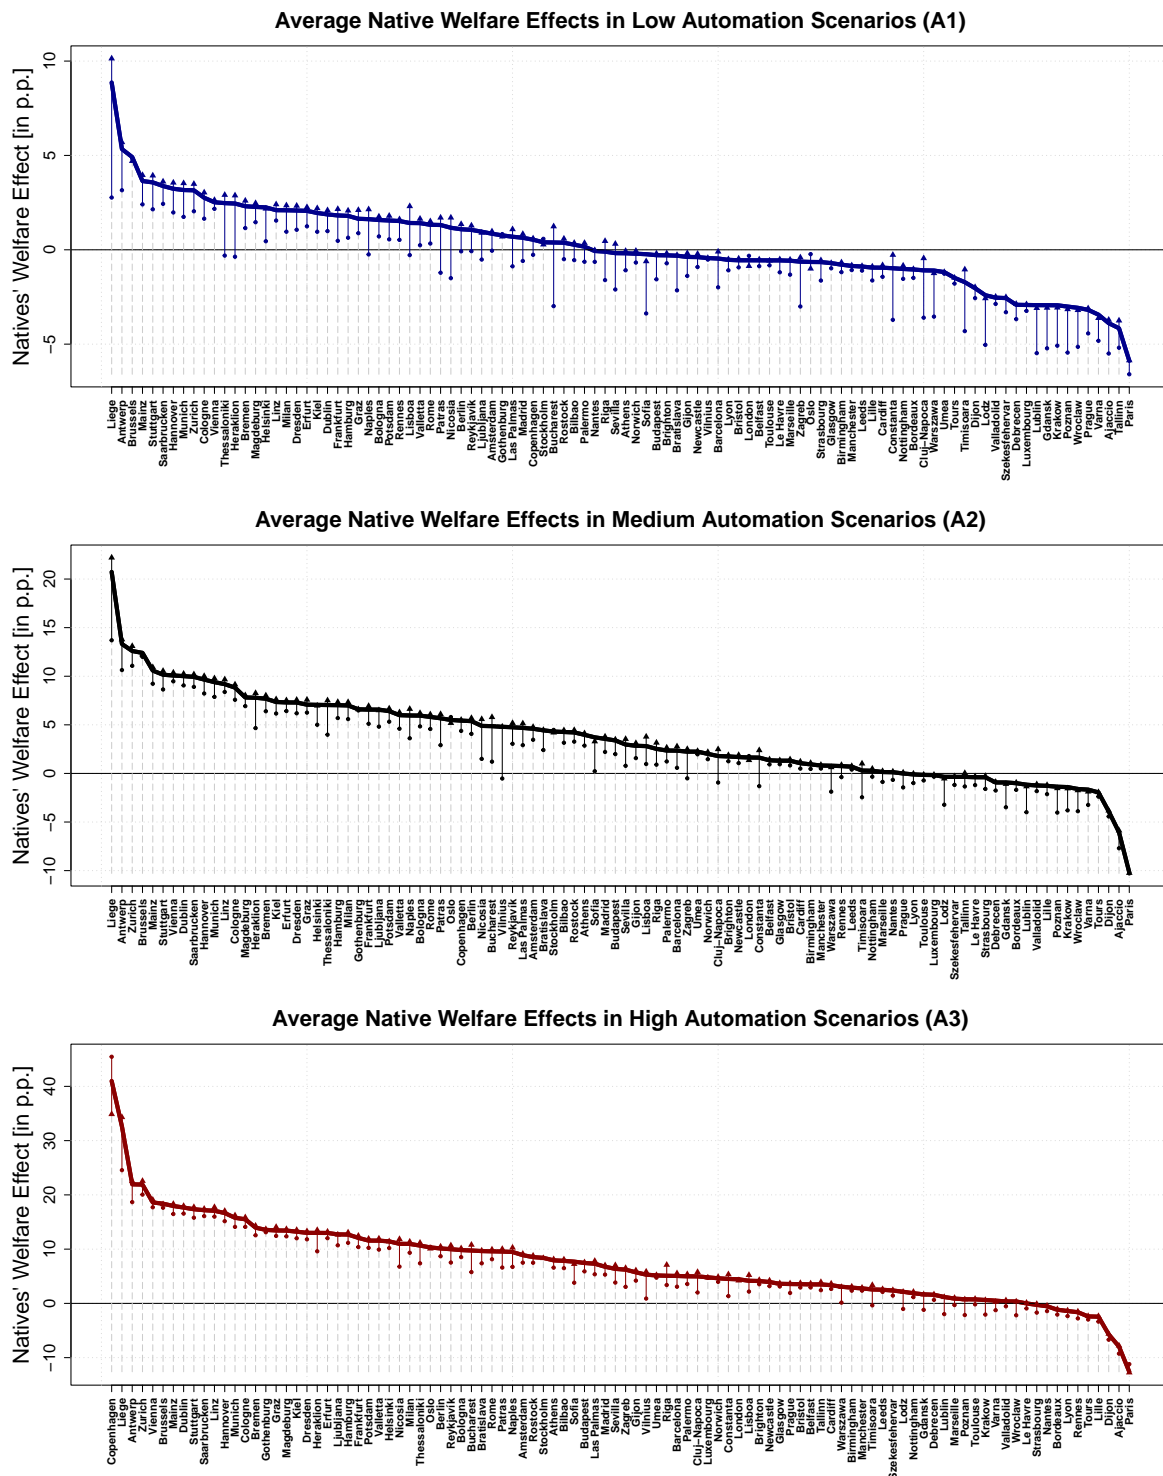 Average Native Welfare Effects in Low Automation Scenarios (A1)
Natives' Welfare Effect [in p.p.]
10
5
0
−5
Liege
Antwerp
Brussels
Mainz
Stuttgart
Saarbrucken
Hannover
Munich
Zurich
Cologne
Vienna
Thessaloniki
Heraklion
Bremen
Magdeburg
Helsinki
Linz
Milan
Dresden
Erfurt
Kiel
Dublin
Frankfurt
Hamburg
Graz
Naples
Bologna
Potsdam
Rennes
Lisboa
Valletta
Rome
Patras
Nicosia
Berlin
Reykjavik
Ljubljana
Amsterdam
Gothenburg
Las Palmas
Madrid
Copenhagen
Stockholm
Bucharest
Rostock
Bilbao
Palermo
Nantes
Riga
Sevilla
Athens
Norwich
Sofia
Budapest
Brighton
Bratislava
Gijon
Newcastle
Vilnius
Barcelona
Lyon
Bristol
London
Belfast
Toulouse
Le Havre
Marseille
Zagreb
Oslo
Strasbourg
Glasgow
Birmingham
Manchester
Leeds
Lille
Cardiff
Constanta
Nottingham
Bordeaux
Cluj−Napoca
Warszawa
Umea
Tours
Timisoara
Dijon
Lodz
Valladolid
Szekesfehervar
Debrecen
Luxembourg
Lublin
Gdansk
Krakow
Poznan
Wroclaw
Prague
Varna
Ajaccio
Tallinn
Paris
Average Native Welfare Effects in Medium Automation Scenarios (A2)
Natives' Welfare Effect [in p.p.]
20
15
10
5
0
−5
−10
Liege
Antwerp
Zurich
Brussels
Mainz
Stuttgart
Vienna
Dublin
Saarbrucken
Hannover
Munich
Linz
Cologne
Magdeburg
Heraklion
Bremen
Kiel
Erfurt
Dresden
Graz
Helsinki
Thessaloniki
Hamburg
Milan
Gothenburg
Frankfurt
Ljubljana
Potsdam
Valletta
Naples
Bologna
Rome
Patras
Oslo
Copenhagen
Berlin
Nicosia
Bucharest
Vilnius
Reykjavik
Las Palmas
Amsterdam
Bratislava
Stockholm
Bilbao
Rostock
Athens
Sofia
Madrid
Budapest
Sevilla
Gijon
Lisboa
Riga
Palermo
Barcelona
Zagreb
Umea
Norwich
Cluj−Napoca
Brighton
Newcastle
London
Constanta
Belfast
Glasgow
Bristol
Cardiff
Birmingham
Manchester
Warszawa
Rennes
Leeds
Timisoara
Nottingham
Marseille
Nantes
Prague
Lyon
Toulouse
Luxembourg
Lodz
Szekesfehervar
Tallinn
Le Havre
Strasbourg
Debrecen
Gdansk
Bordeaux
Lublin
Valladolid
Lille
Poznan
Krakow
Wroclaw
Varna
Tours
Dijon
Ajaccio
Paris
Average Native Welfare Effects in High Automation Scenarios (A3)
Natives' Welfare Effect [in p.p.]
40
30
20
10
0
−10
Copenhagen
Liege
Antwerp
Zurich
Vienna
Brussels
Mainz
Dublin
Stuttgart
Saarbrucken
Linz
Hannover
Munich
Cologne
Bremen
Gothenburg
Graz
Magdeburg
Kiel
Dresden
Heraklion
Erfurt
Ljubljana
Hamburg
Frankfurt
Potsdam
Valletta
Helsinki
Nicosia
Milan
Thessaloniki
Oslo
Berlin
Reykjavik
Bologna
Bucharest
Bratislava
Rome
Patras
Naples
Amsterdam
Rostock
Stockholm
Athens
Bilbao
Sofia
Budapest
Las Palmas
Madrid
Sevilla
Zagreb
Gijon
Vilnius
Umea
Riga
Barcelona
Palermo
Cluj−Napoca
Luxembourg
Norwich
Constanta
London
Lisboa
Brighton
Newcastle
Glasgow
Prague
Bristol
Belfast
Tallinn
Cardiff
Warszawa
Birmingham
Manchester
Timisoara
Leeds
Szekesfehervar
Lodz
Nottingham
Gdansk
Debrecen
Lublin
Marseille
Poznan
Toulouse
Krakow
Varna
Valladolid
Wroclaw
Le Havre
Strasbourg
Nantes
Bordeaux
Lyon
Rennes
Tours
Lille
Dijon
Ajaccio
Paris